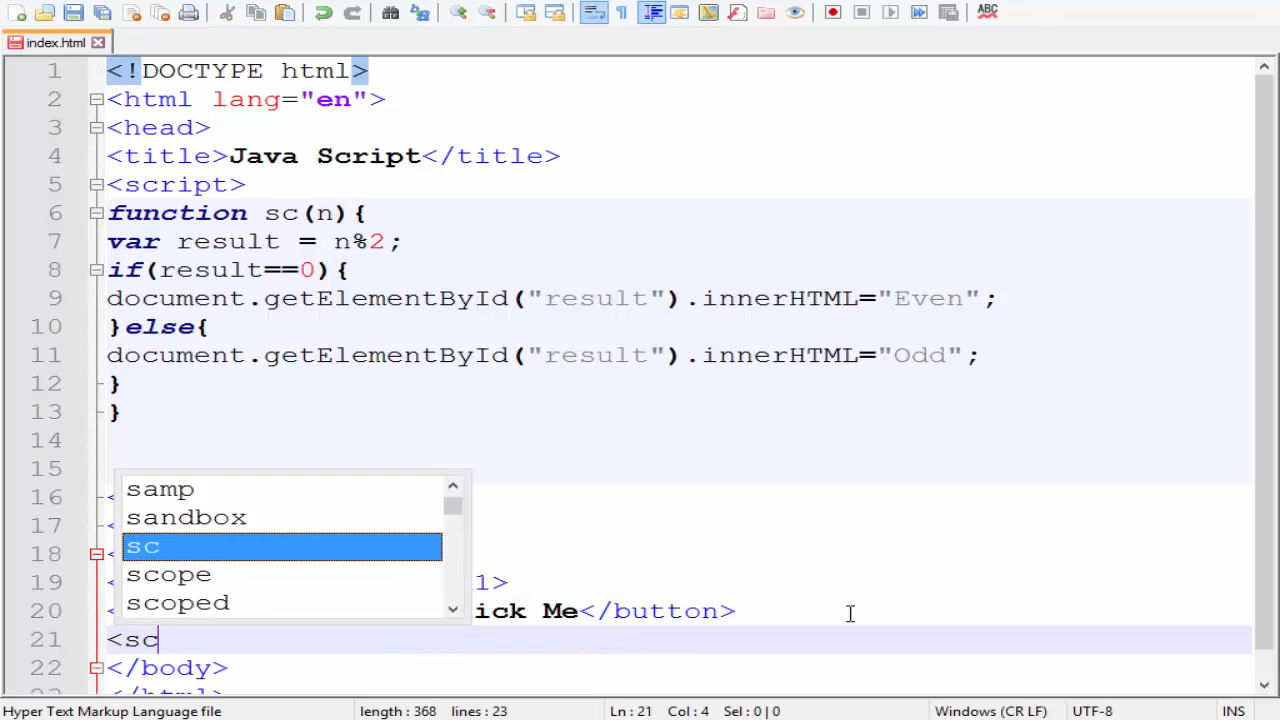 ABC
index.html
1 <!DOCTYPE html>
2 <html lang="en">
3 <head>
4 <title>Java Script</title>
5 <script>
6 function sc(n){
7 var result = n%2;
8 if(result==0){
9 document.getElementById("result").innerHTML="Even";
10 }else{
11 document.getElementById("result").innerHTML="Odd";
12 }
13 }
14
15
samp
16 <
sandbox
17 <
sc
18 <
scope
19 < 1>
scoped
20 < ick Me</button>
21 <sc
22 </body>
23 </html>
Hyper Text Markup Language file length : 368 lines : 23 Ln : 21 Col : 4 Sel : 0 | 0 Windows (CR LF) UTF-8 INS